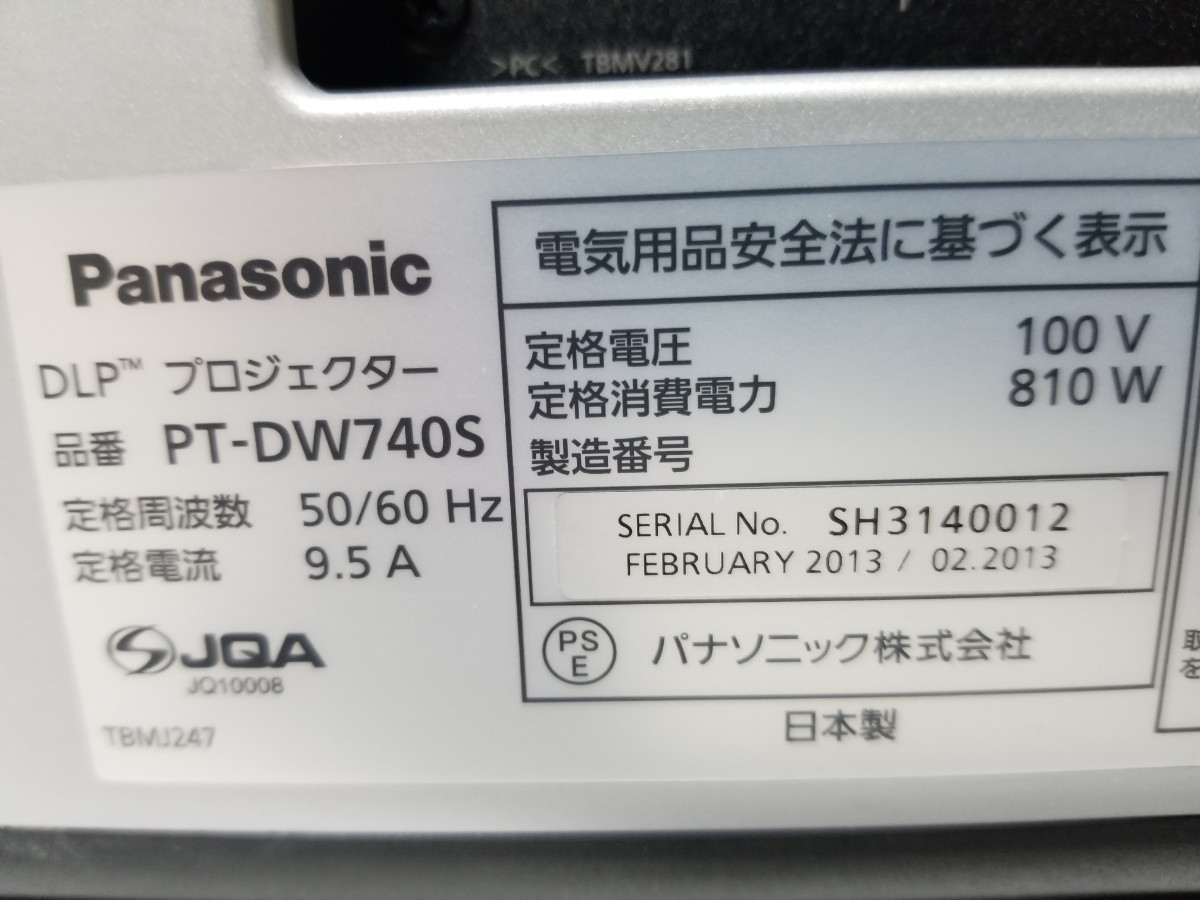 >PC< TBMV281
Panasonic
DLP™ プロジェクター
品番 PT-DW740S
定格周波数 50/60 Hz
定格電流 9.5 A
JQA
JQ10008
TBMJ247
電気用品安全法に基づく表示
定格電圧 100 V
定格消費電力 810 W
製造番号
SERIAL No. SH3140012
FEBRUARY 2013 / 02.2013
PS
E
パナソニック株式会社
日本製
取
を